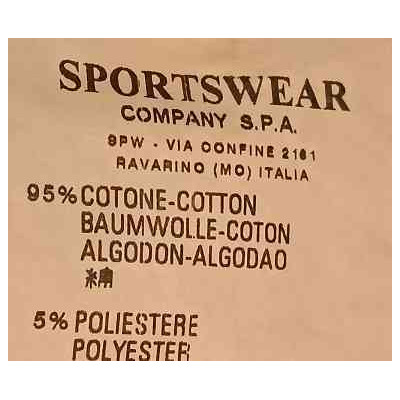 SPORTSWEAR
COMPANY S.P.A.
SPW - VIA CONFINE 2161
RAVARINO (MO) ITALIA
95% COTONE-COTTON
BAUMWOLLE-COTON
ALGODON-ALGODAO
綿
5% POLIESTERE
POLYESTER